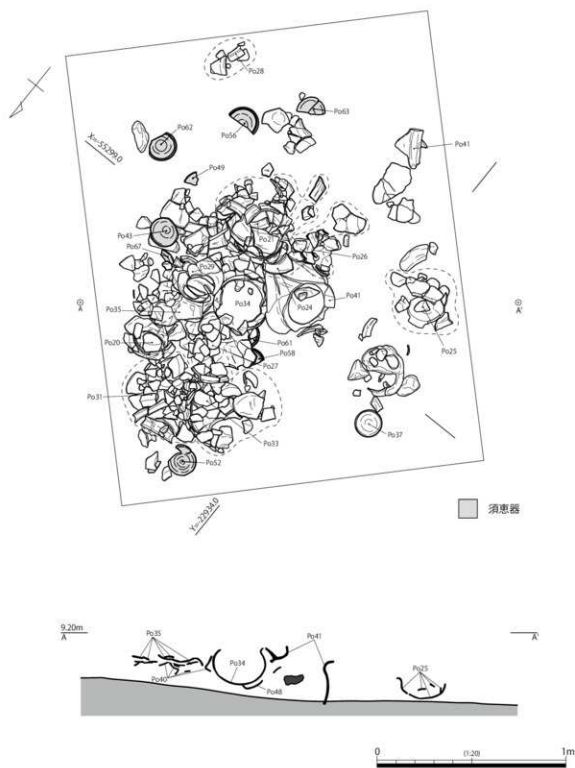 Po28
Po62
Po56
Po63
X=-55299.0
Po41
Po49
Po43
Po67
Po21
Po26
Po29
Po34
Po24
Po41
A
A'
Po35
Po20
Po61
Po58
Po27
Po25
Po31
Po33
Po37
Po52
Y=-22934.0
須恵器
9.20m
A
A'
Po35
Po41
Po34
Po40
Po48
Po25
0
(1:20)
1m